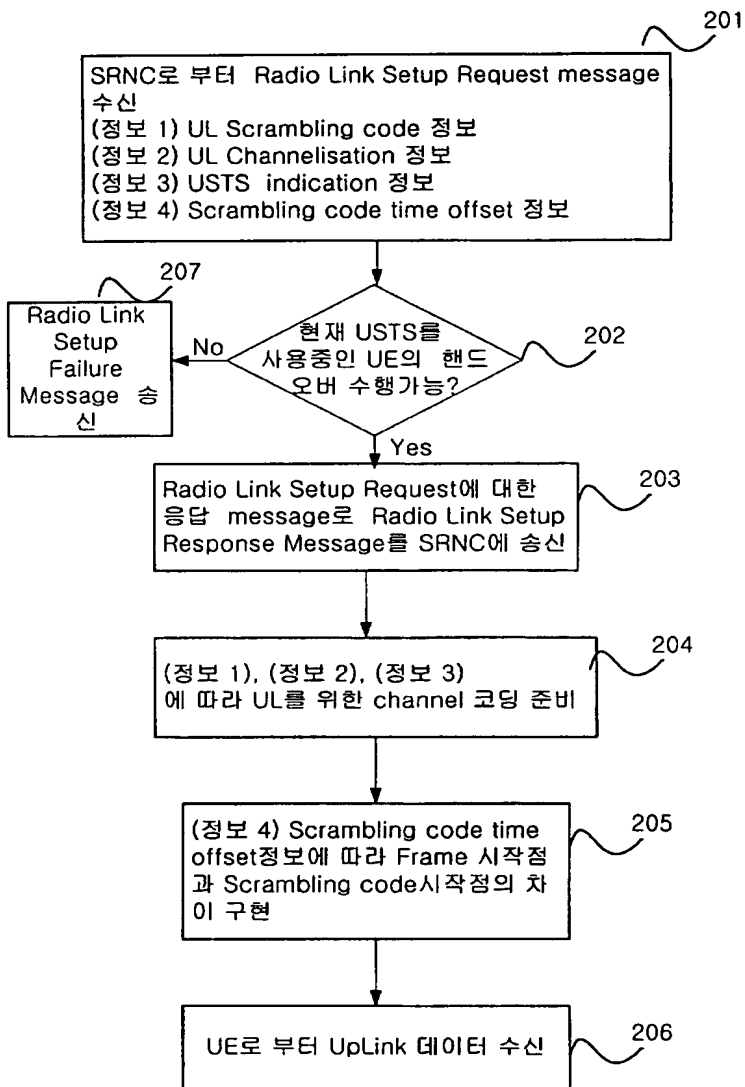 201
SRNC로 부터 Radio Link Setup Request message
수신
(정보 1) UL Scrambling code 정보
(정보 2) UL Channelisation 정보
(정보 3) USTS indication 정보
(정보 4) Scrambling code time offset 정보
207
Radio Link
Setup
Failure
Message 송
신
No
현재 USTS를
사용중인 UE의 핸드
오버 수행가능?
202
Yes
Radio Link Setup Request에 대한
응답 message로 Radio Link Setup
Response Message를 SRNC에 송신
203
(정보 1), (정보 2), (정보 3)
에 따라 UL를 위한 channel 코딩 준비
204
(정보 4) Scrambling code time
offset정보에 따라 Frame 시작점
과 Scrambling code시작점의 차
이 구현
205
UE로 부터 UpLink 데이터 수신
206